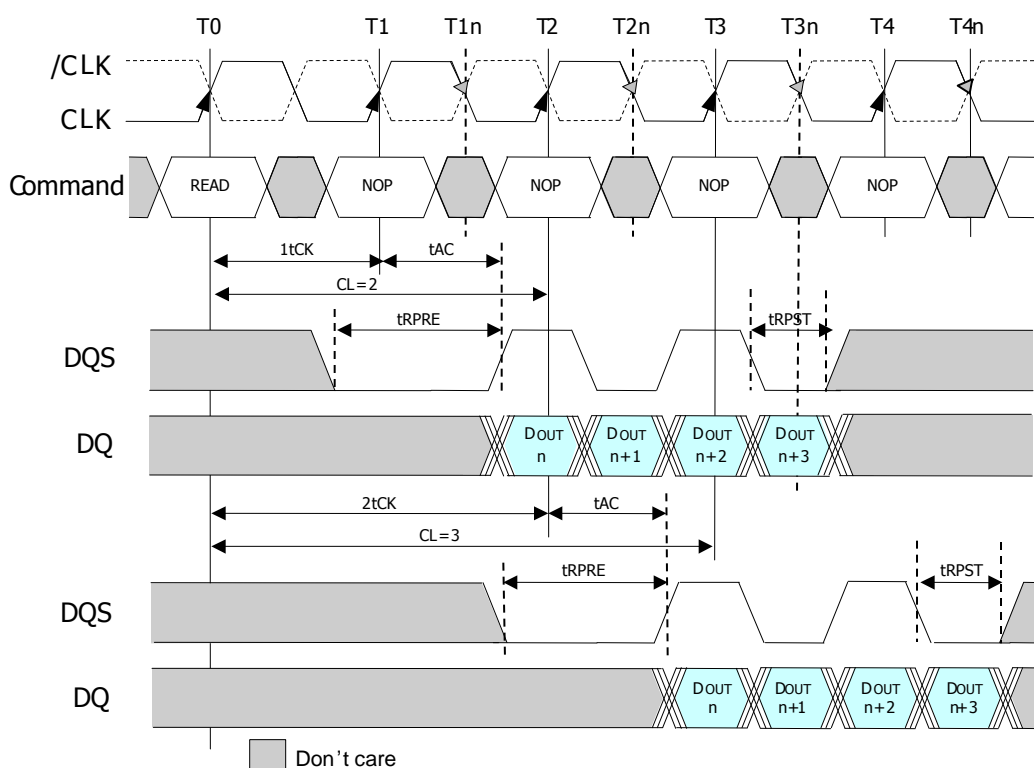 T0 T1 T1n T2 T2n T3 T3n T4 T4n
/CLK
CLK
Command READ NOP NOP NOP NOP
1tCK tAC
CL=2
tRPRE tRPST
DQS
DQ DOUT n DOUT n+1 DOUT n+2 DOUT n+3
2tCK tAC
CL=3
tRPRE tRPST
DQS
DQ DOUT n DOUT n+1 DOUT n+2 DOUT n+3
Don't care